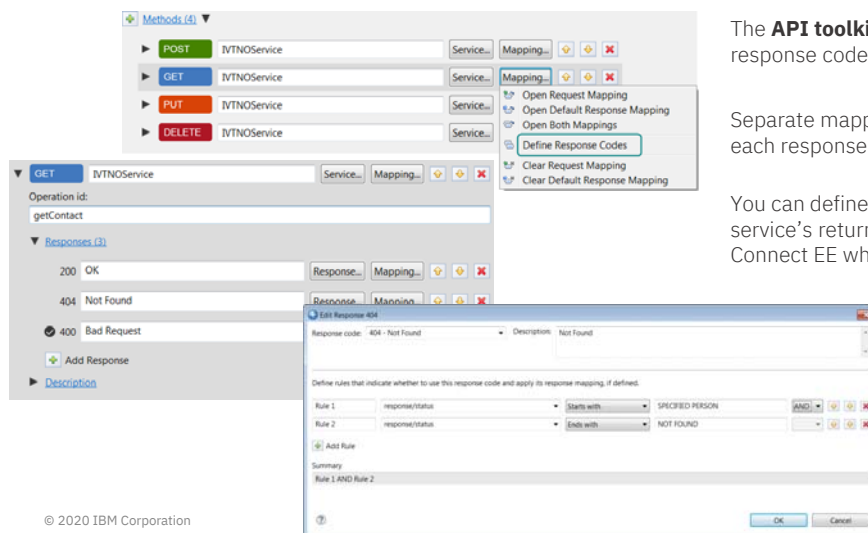 Methods (4)
POST IVTNOService Service... Mapping...
GET IVTNOService Service... Mapping...
PUT IVTNOService Service...
DELETE IVTNOService Service...
Open Request Mapping
Open Default Response Mapping
Open Both Mappings
Define Response Codes
Clear Request Mapping
Clear Default Response Mapping
The API toolki
response code
Separate mapp
each response
You can define
service's return
Connect EE wh
GET IVTNOService Service... Mapping...
Operation id:
getContact
Responses (3)
200 OK Response... Mapping...
404 Not Found Response... Mapping...
400 Bad Request
Add Response
Description
Edit Response 404
Response code: 404 - Not Found Description: Not Found
Define rules that indicate whether to use this response code and apply its response mapping, if defined.
Rule 1 response/status Starts with SPECIFIED PERSON AND
Rule 2 response/status Ends with NOT FOUND
Add Rule
Summary
Rule 1 AND Rule 2
OK Cancel
© 2020 IBM Corporation